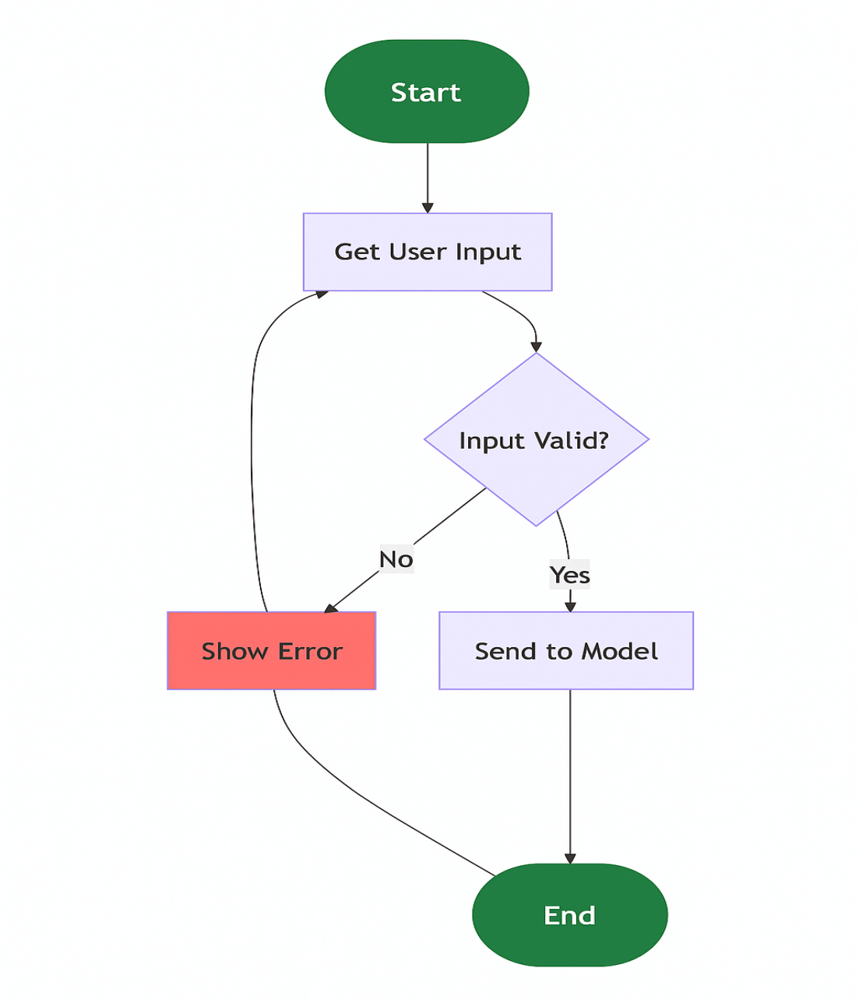 Start
Get User Input
Input Valid?
No
Yes
Show Error
Send to Model
End